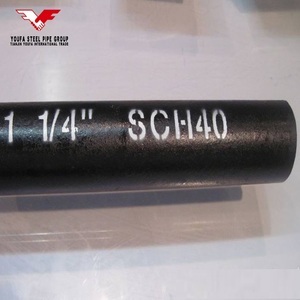 YOUFA STEEL PIPE GROUP
TIANJIN YOUFA INTERNATIONAL TRADE
1 1/4" SCH40